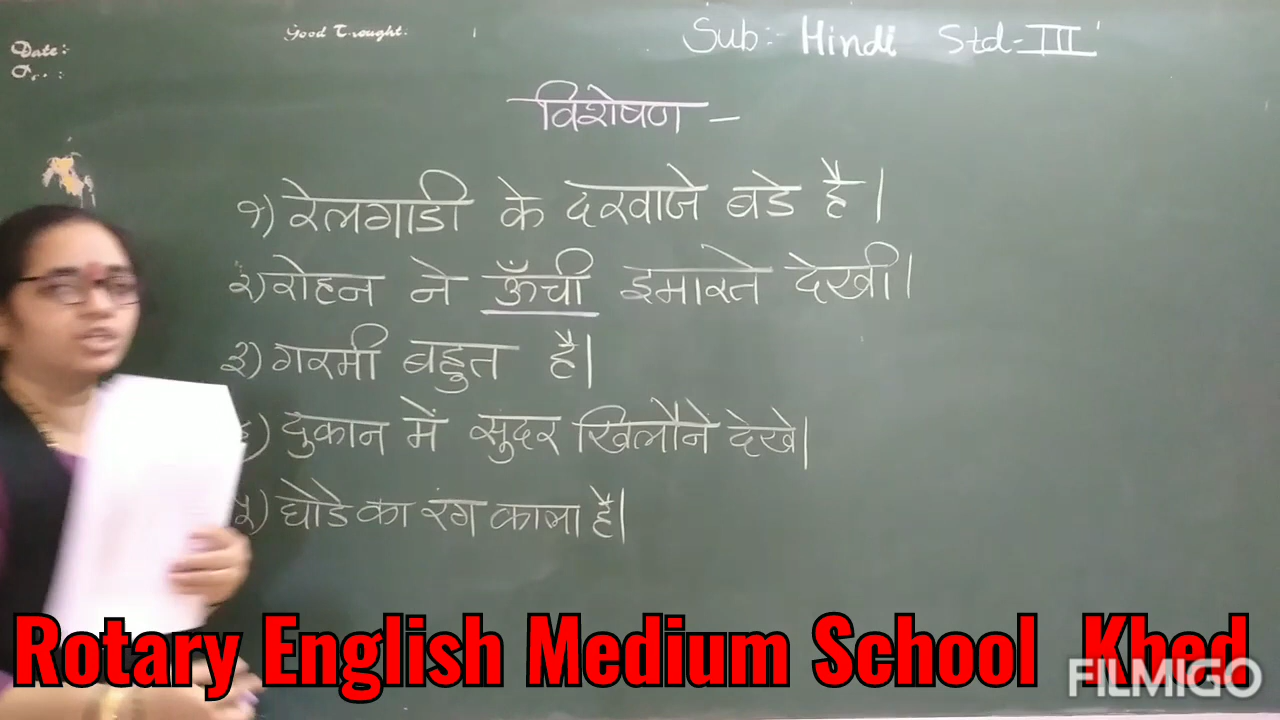 Good Thought:
Sub:- Hindi Std-III
Date:
विशेषण -
१) रेलगाडी के दरवाजे बडे है।
२) रोहन ने ऊँची इमारते देखी।
३) गरमी बहुत है।
) दुकान में सुंदर खिलौने देखे।
५) घोडे का रंग काला है।
Rotary English Medium School Khed
FILMIGO